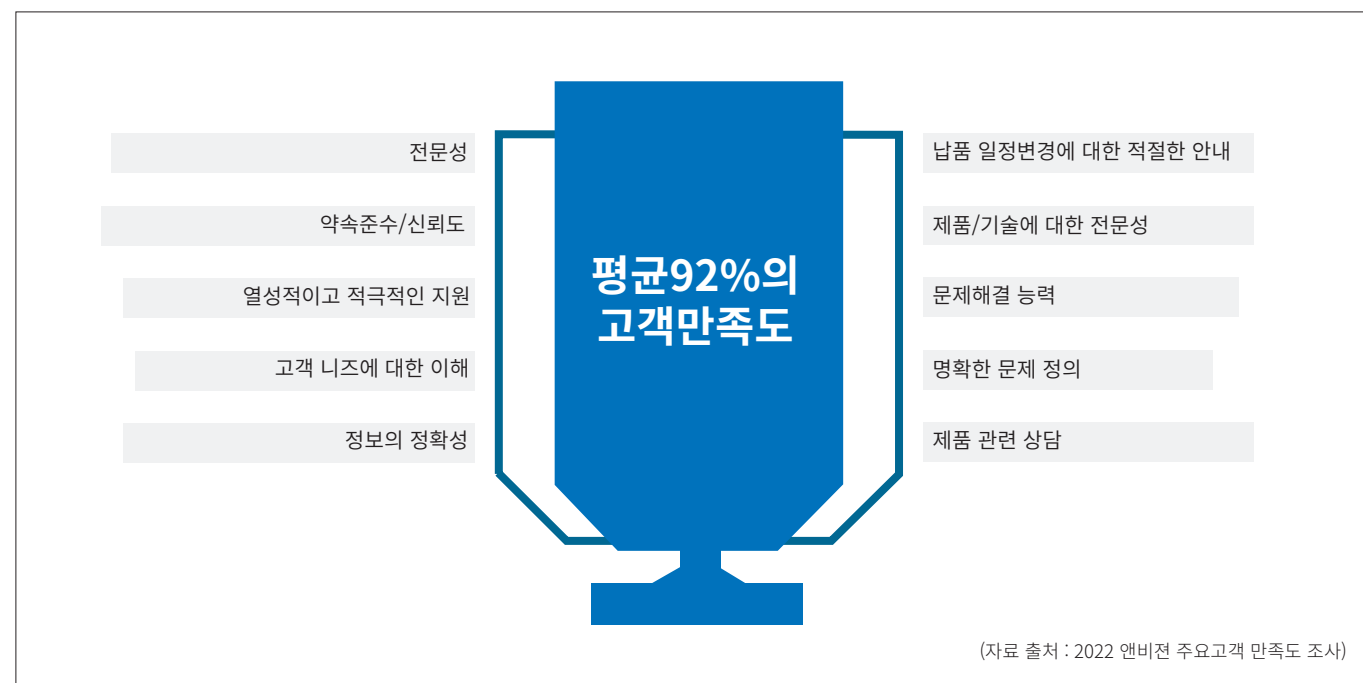 전문성
약속준수/신뢰도
열성적이고 적극적인 지원
고객 니즈에 대한 이해
정보의 정확성
평균92%의
고객만족도
납품 일정변경에 대한 적절한 안내
제품/기술에 대한 전문성
문제해결 능력
명확한 문제 정의
제품 관련 상담
(자료 출처 : 2022 앤비젼 주요고객 만족도 조사)